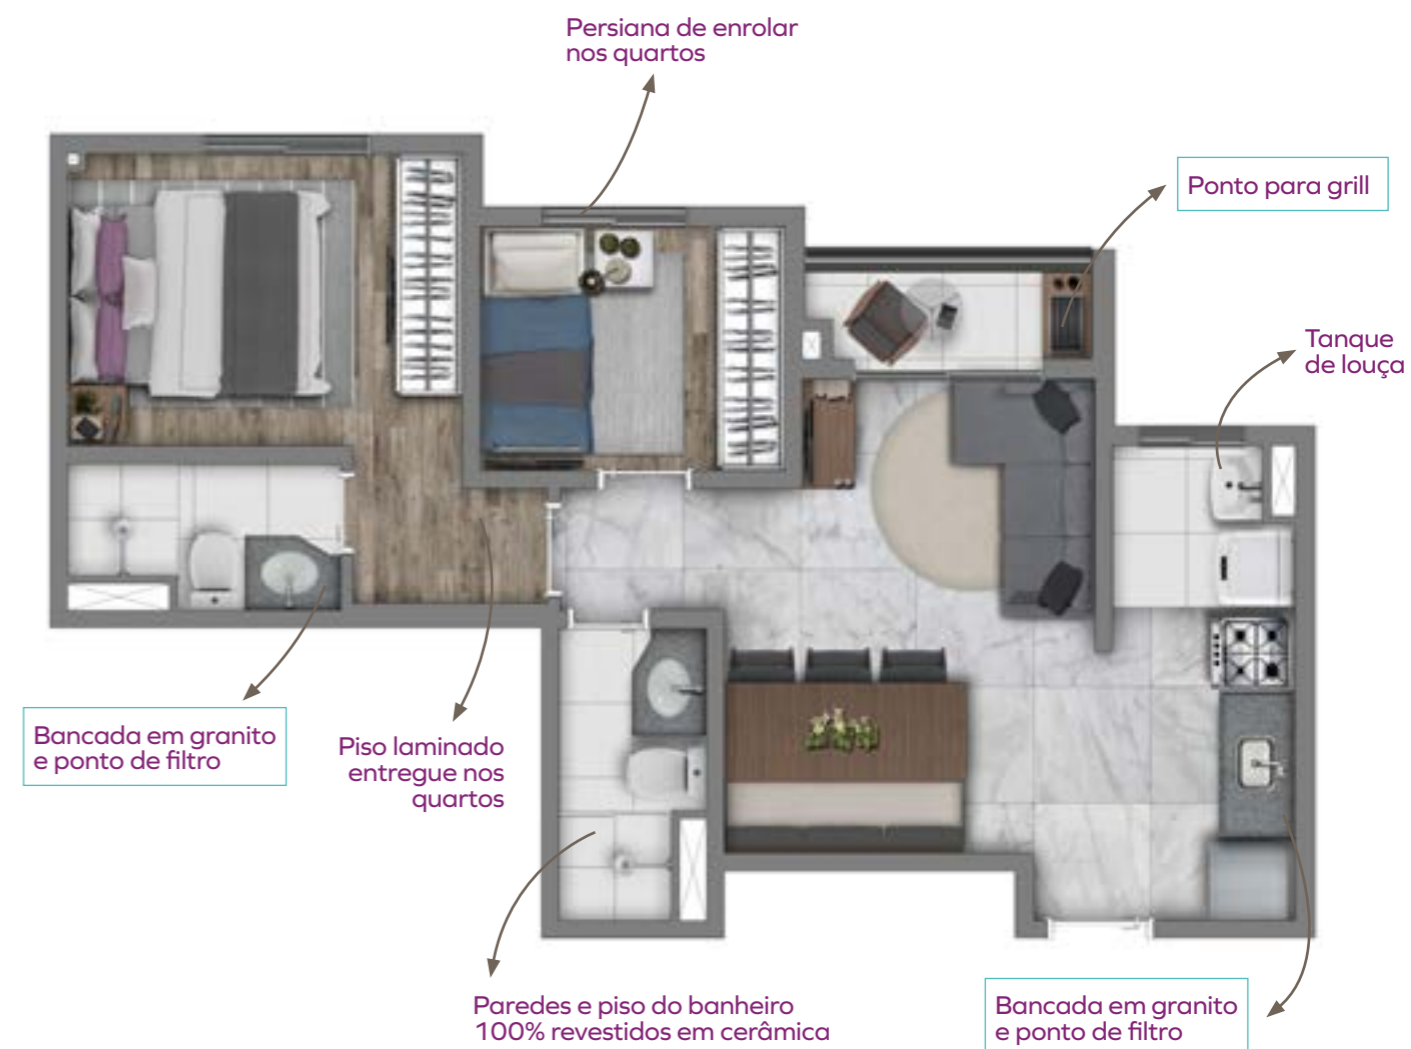 Persiana de enrolar
nos quartos
Ponto para grill
Tanque
de louça
Bancada em granito
e ponto de filtro
Piso laminado
entregue nos
quartos
Paredes e piso do banheiro
100% revestidos em cerâmica
Bancada em granito
e ponto de filtro